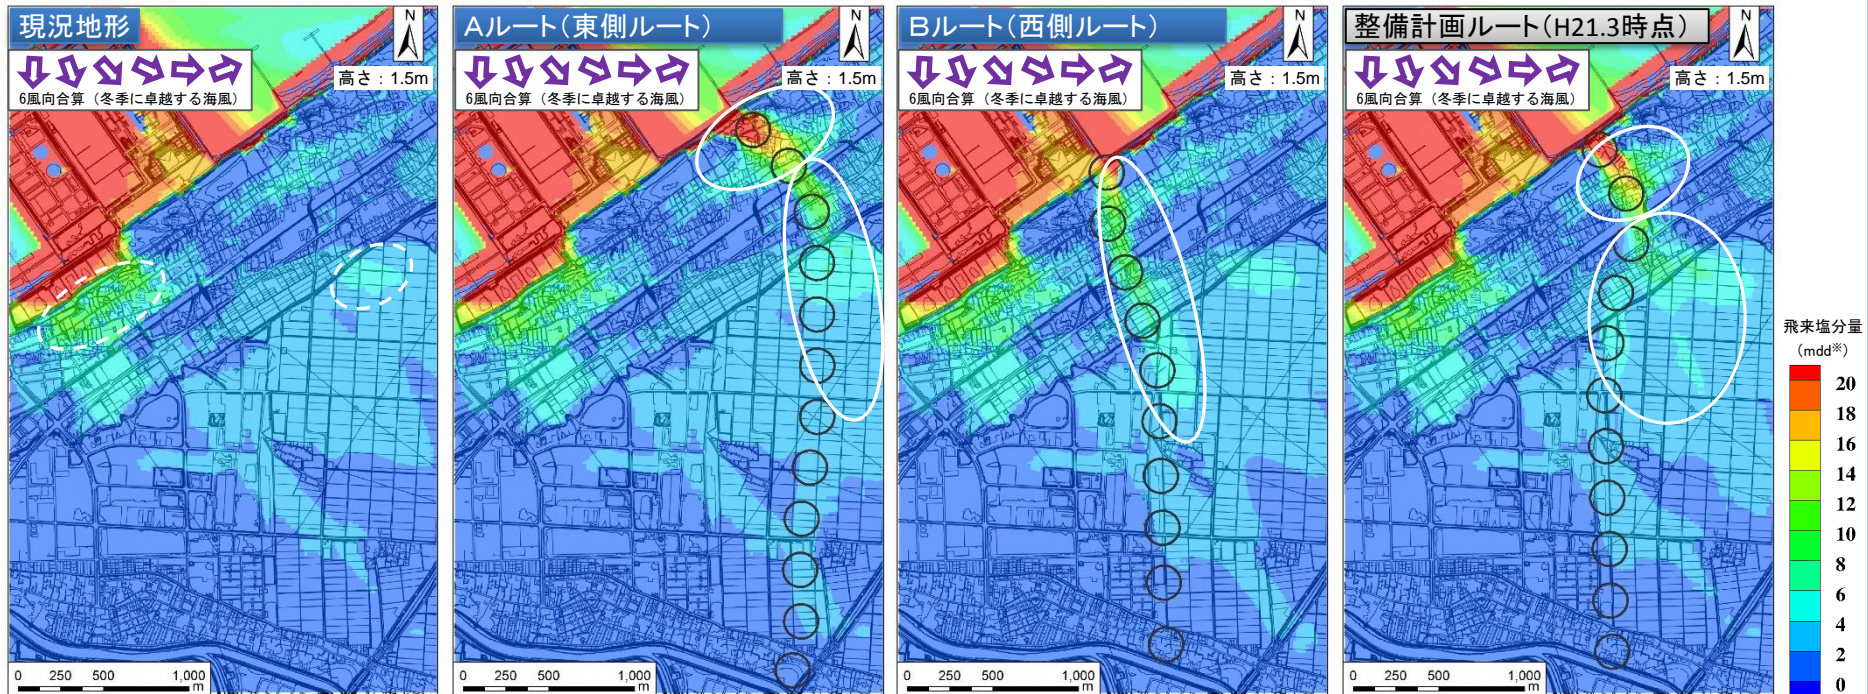 現況地形
N
6風向合算（冬季に卓越する海風）
高さ：1.5m
0 250 500 1,000
m
Aルート（東側ルート）
N
6風向合算（冬季に卓越する海風）
高さ：1.5m
0 250 500 1,000
m
Bルート（西側ルート）
N
6風向合算（冬季に卓越する海風）
高さ：1.5m
0 250 500 1,000
m
整備計画ルート（H21.3時点）
N
6風向合算（冬季に卓越する海風）
高さ：1.5m
0 250 500 1,000
m
飛来塩分量
（mdd※）
20
18
16
14
12
10
8
6
4
2
0